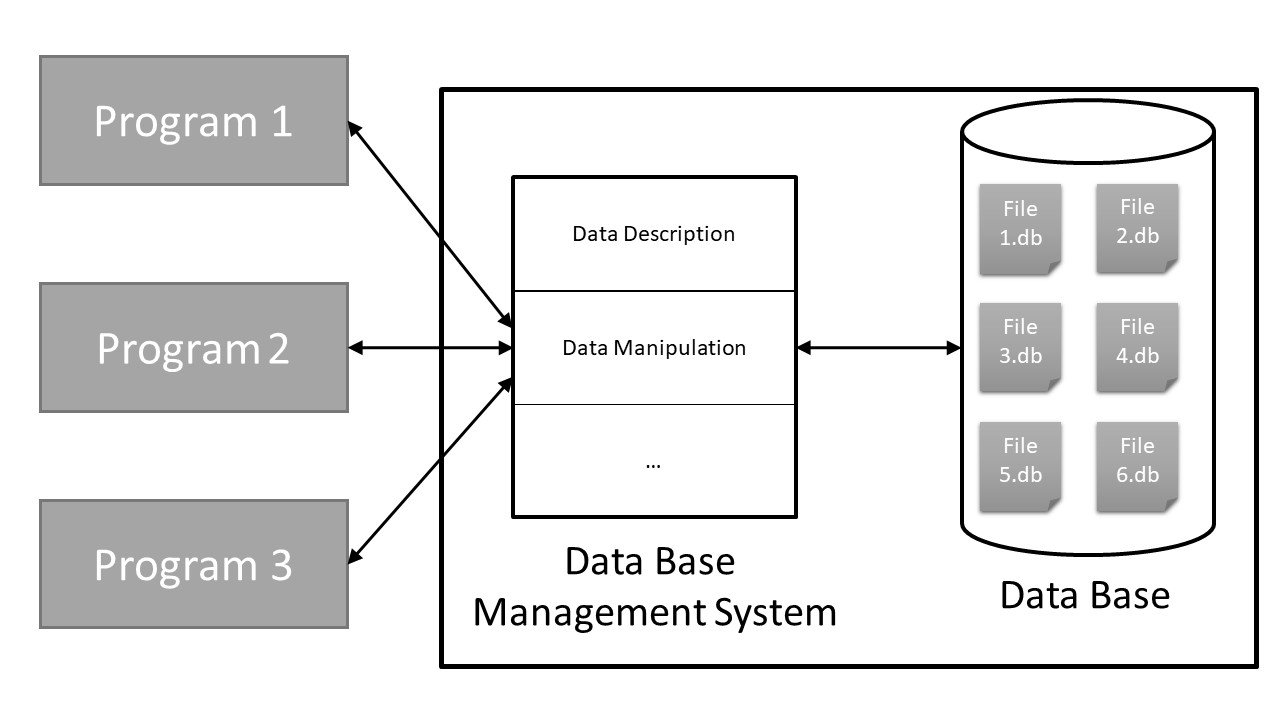 Program 1
Program 2
Program 3
Data Description
Data Manipulation
...
Data Base
Management System
File
1.db
File
2.db
File
3.db
File
4.db
File
5.db
File
6.db
Data Base